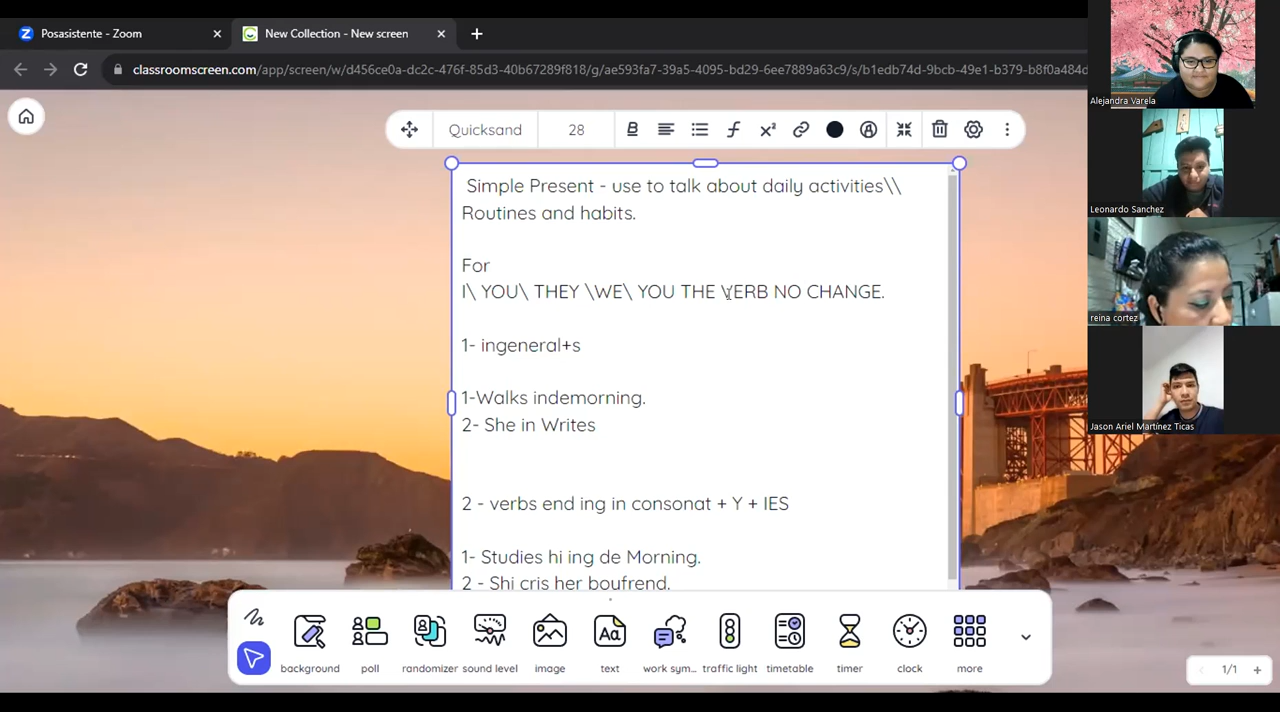 Posasistente - Zoom
New Collection - New screen
classroomscreen.com/app/screen/w/d456ce0a-dc2c-476f-85d3-40b67289f818/g/ae593fa7-39a5-4095-bd29-6ee7889a63c9/s/b1edb74d-9bcb-49e1-b379-b8f0a484d
Quicksand 28 B
Simple Present - use to talk about daily activities\\
Routines and habits.
For
I\ YOU\ THEY \WE\ YOU THE VERB NO CHANGE.
1- ingeneral+s
1-Walks indemorning.
2- She in Writes
2 - verbs end ing in consonat + Y + IES
1- Studies hi ing de Morning.
2 - Shi cris her boufrend.
background poll randomizer sound level image text work sym... traffic light timetable timer clock more
1/1
Alejandra Varela
Leonardo Sanchez
reina cortez
Jason Ariel Martínez Ticas